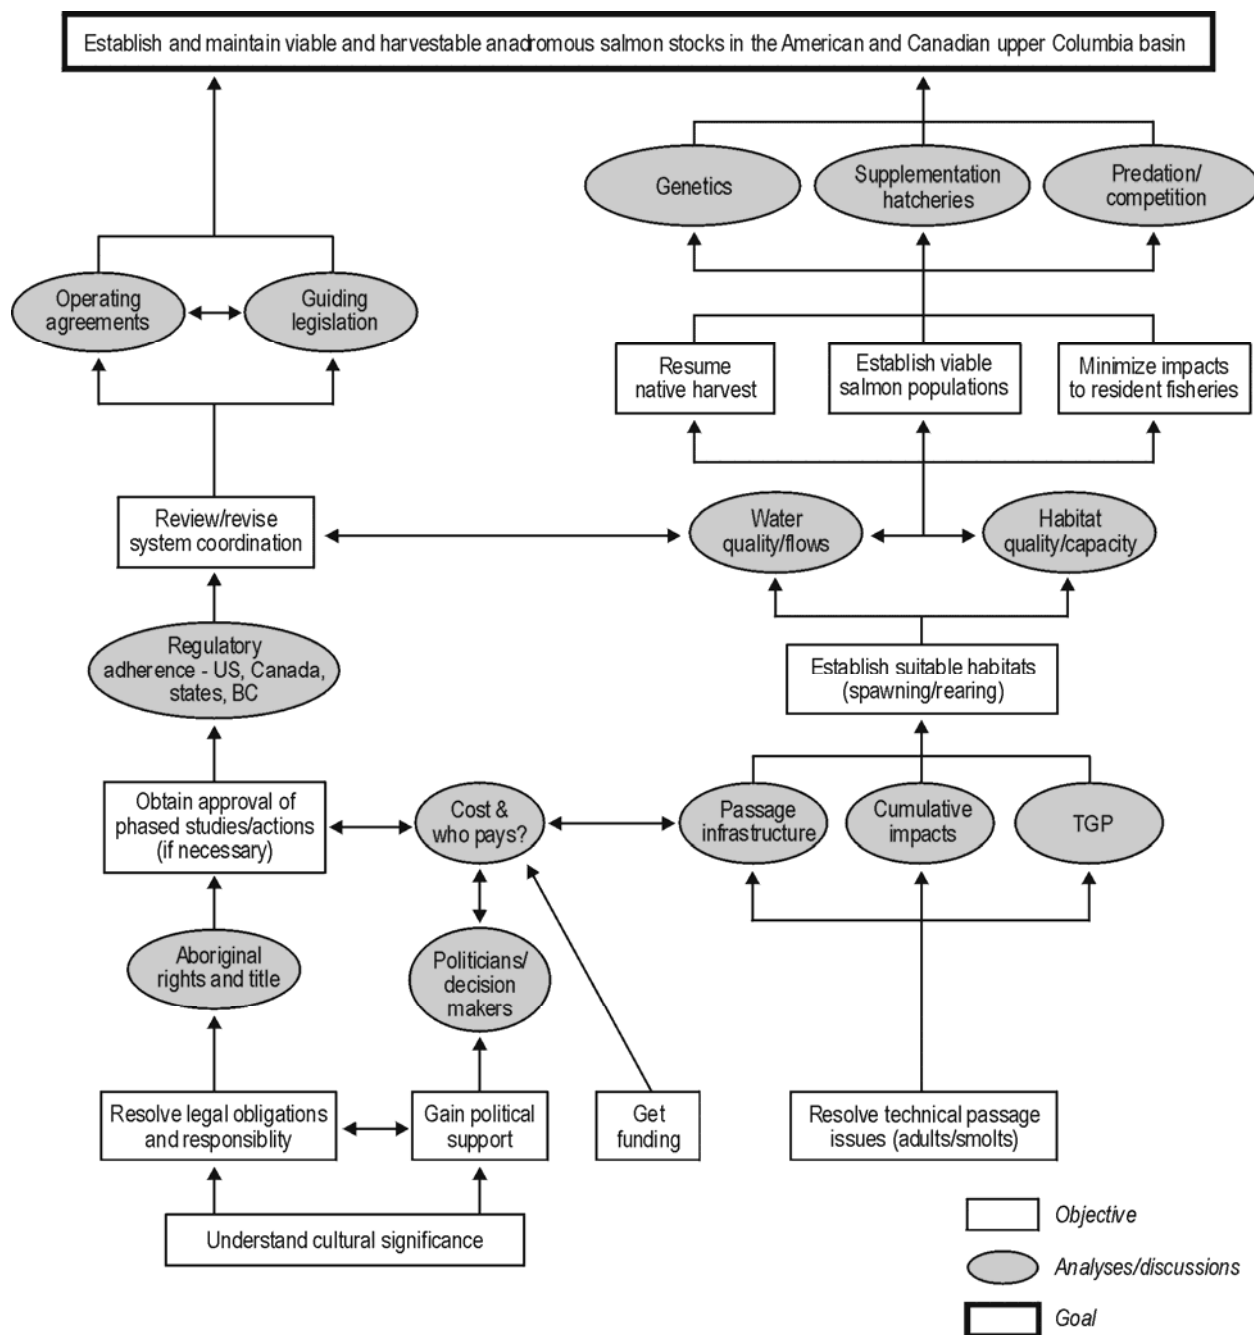 Establish and maintain viable and harvestable anadromous salmon stocks in the American and Canadian upper Columbia basin
Genetics
Supplementation
hatcheries
Predation/
competition
Operating
agreements
Guiding
legislation
Resume
native harvest
Establish viable
salmon populations
Minimize impacts
to resident fisheries
Review/revise
system coordination
Water
quality/flows
Habitat
quality/capacity
Regulatory
adherence - US, Canada,
states, BC
Establish suitable habitats
(spawning/rearing)
Obtain approval of
phased studies/actions
(if necessary)
Cost &
who pays?
Passage
infrastructure
Cumulative
impacts
TGP
Aboriginal
rights and title
Politicians/
decision
makers
Resolve legal obligations
and responsiblity
Gain political
support
Get
funding
Resolve technical passage
issues (adults/smolts)
Understand cultural significance
Objective
Analyses/discussions
Goal